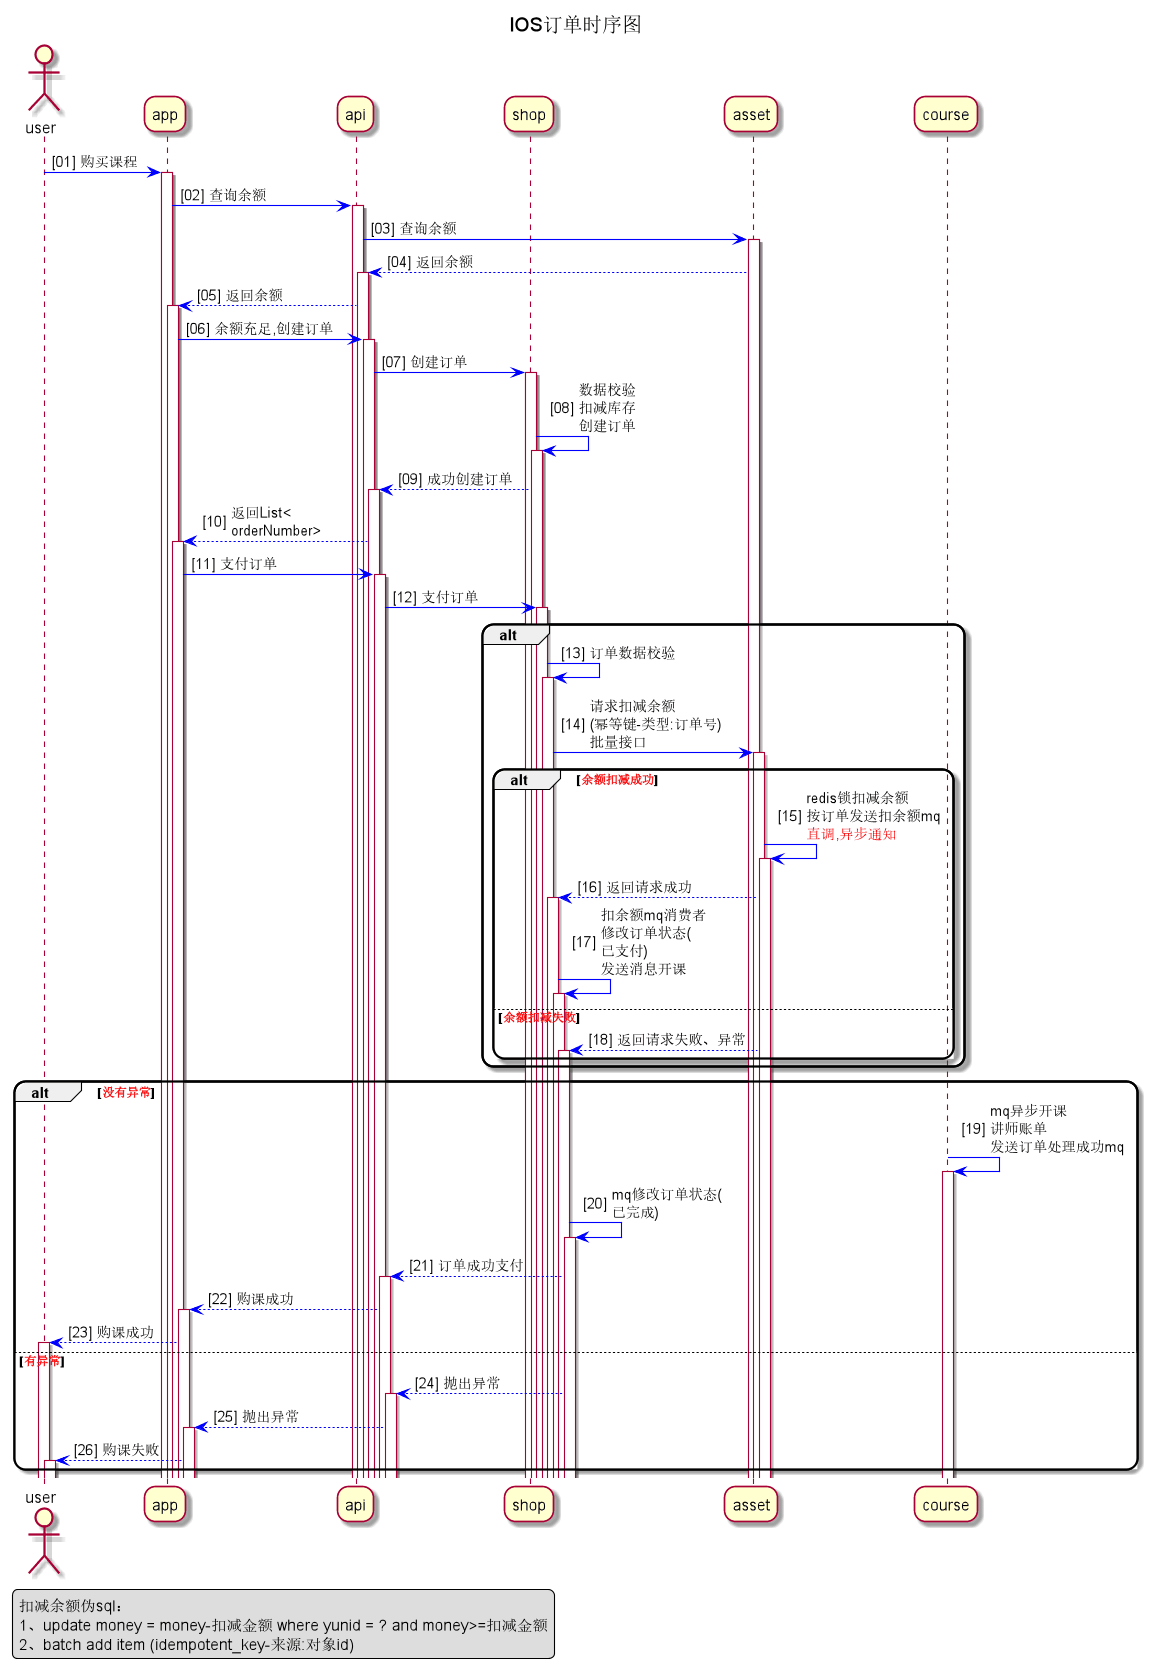 IOS订单时序图
user
app
api
shop
asset
course
[01] 购买课程
[02] 查询余额
[03] 查询余额
[04] 返回余额
[05] 返回余额
[06] 余额充足,创建订单
[07] 创建订单
数据校验
[08] 扣减库存
创建订单
[09] 成功创建订单
返回List<
[10]
orderNumber>
[11] 支付订单
[12] 支付订单
alt
[13] 订单数据校验
请求扣减余额
[14] (幂等键-类型:订单号)
批量接口
alt [余额扣减成功]
redis锁扣减余额
[15] 按订单发送扣余额mq
直调,异步通知
[16] 返回请求成功
扣余额mq消费者
修改订单状态(
[17]
已支付)
发送消息开课
[余额扣减失败]
[18] 返回请求失败、异常
alt [没有异常]
mq异步开课
[19] 讲师账单
发送订单处理成功mq
mq修改订单状态(
[20]
已完成)
[21] 订单成功支付
[22] 购课成功
[23] 购课成功
[有异常]
[24] 抛出异常
[25] 抛出异常
[26] 购课失败
user
app
api
shop
asset
course
扣减余额伪sql：
1、update money = money-扣减金额 where yunid = ? and money>=扣减金额
2、batch add item (idempotent_key-来源:对象id)